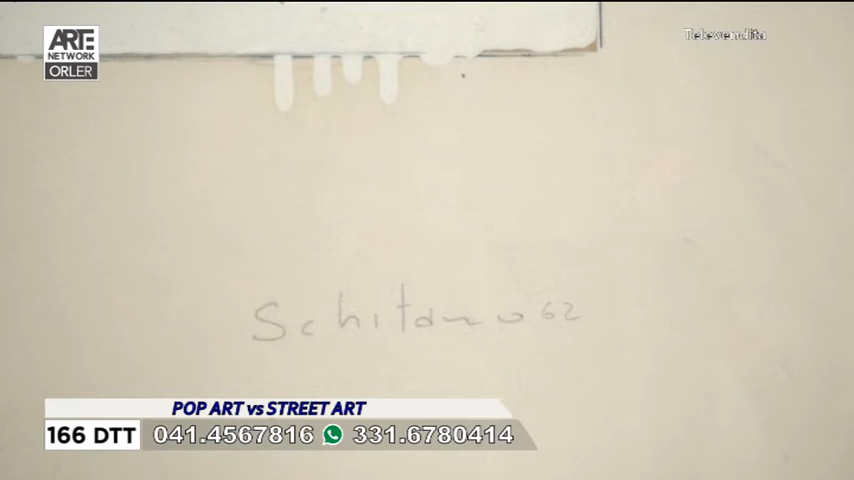 ARTE
NETWORK
ORLER
Televendita
Schifano 62
POP ART vs STREET ART
166 DTT 041.4567816 331.6780414